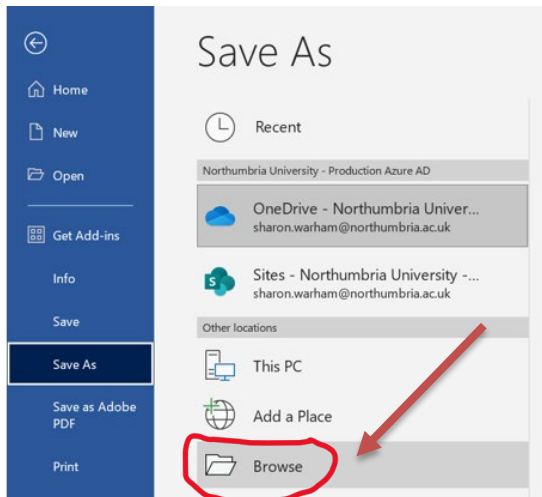 Home
New
Open
Get Add-ins
Info
Save
Save As
Save as Adobe
PDF
Print
Save As
Recent
Northumbria University - Production Azure AD
OneDrive - Northumbria Univer...
sharon.warham@northumbria.ac.uk
Sites - Northumbria University -...
sharon.warham@northumbria.ac.uk
Other locations
This PC
Add a Place
Browse